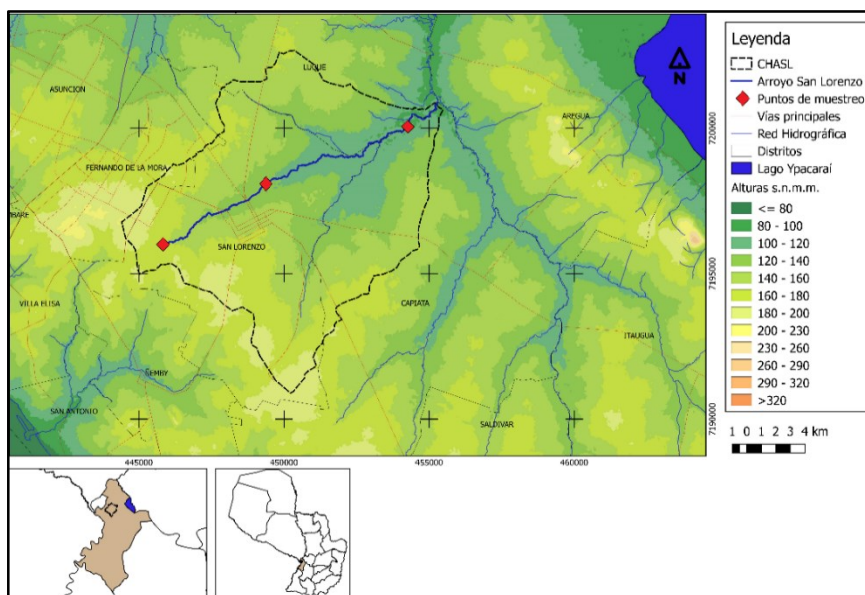 LUQUE
ASUNCION
AREGUA
FERNANDO DE LA MORA
MBARE
SAN LORENZO
VILLA ELISA
CAPIATA
ITAUGUA
ÑEMBY
SAN ANTONIO
SALDIVAR
N
7200000
7195000
7190000
445000
450000
455000
460000
Leyenda
CHASL
Arroyo San Lorenzo
Puntos de muestreo
Vías principales
Red Hidrográfica
Distritos
Lago Ypacaraí
Alturas s.n.m.m.
<= 80
80 - 100
100 - 120
120 - 140
140 - 160
160 - 180
180 - 200
200 - 230
230 - 260
260 - 290
290 - 320
>320
1 0 1 2 3 4 km